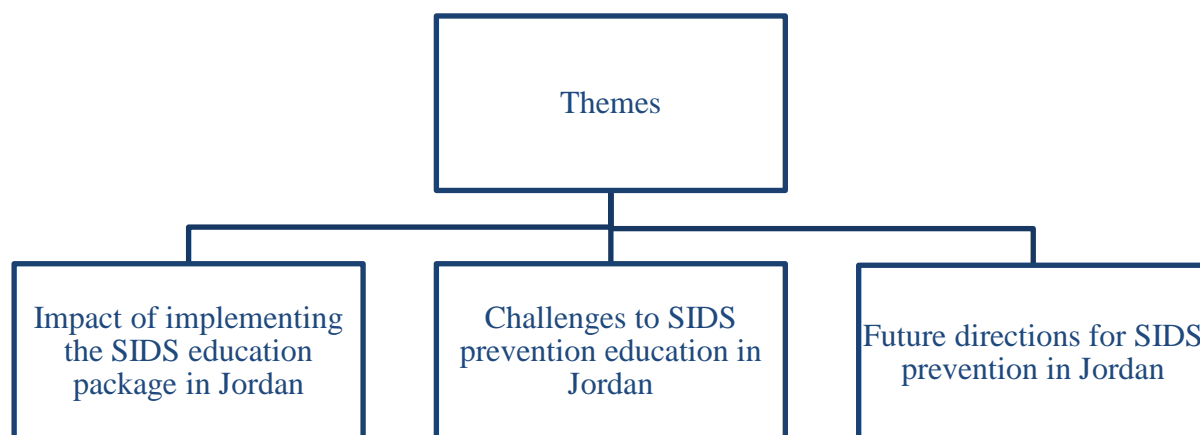 Themes
Impact of implementing
the SIDS education
package in Jordan
Challenges to SIDS
prevention education in
Jordan
Future directions for SIDS
prevention in Jordan